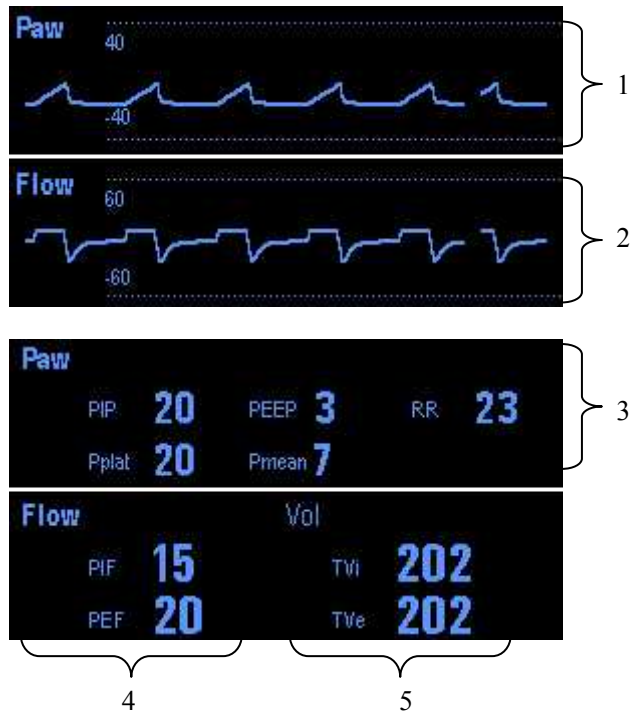 Paw
40
1
-40
Flow
60
2
-60
Paw
3
PIP 20 PEEP 3 RR 23
Pplat 20 Pmean 7
Flow Vol
PIF 15 TVi 202
PEF 20 TVe 202
4 5